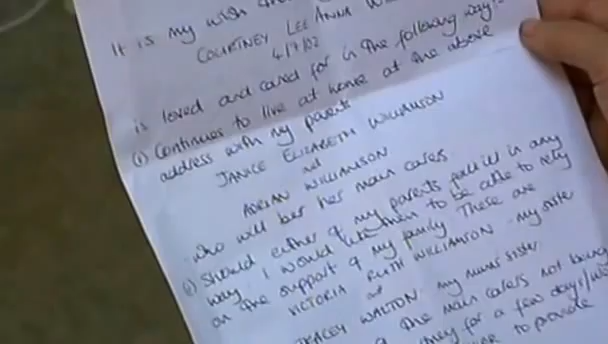 It is my wish
COURTNEY LEE ANNA
4/7/02
is loved and cared for in the following ways:
(1) Continues to live at home at the above
address with my parents
JANICE ELIZABETH WILLIAMSON
and
ADRIAN WILLIAMSON
who will be her main carers.
Should either of my parents fall ill in any
way, I would like them to be able to rely
on the support of my family These are
VICTORIA RUTH WILLIAMSON - my sister
and
TRACEY WALTON - my mums sister.
the main carers not being
for a few days/
to provide